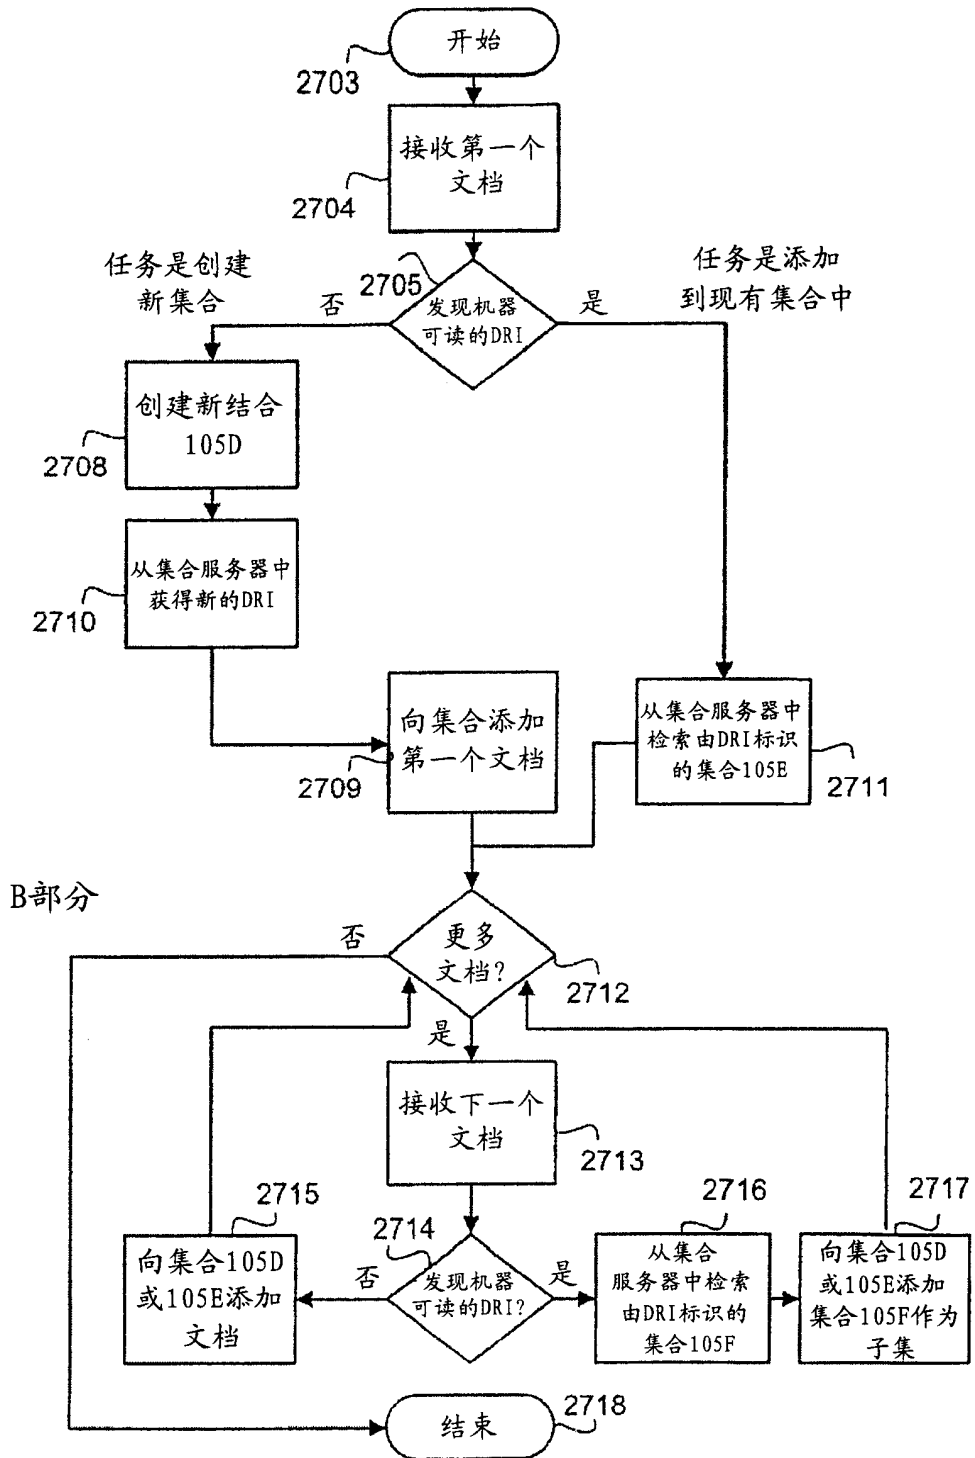 开始
2703
接收第一个
文档
2704
任务是创建
新集合
否
2705
发现机器
可读的DRI
是
任务是添加
到现有集合中
创建新结合
105D
2708
从集合服务器中
获得新的DRI
2710
向集合添加
第一个文档
2709
从集合服务器中
检索由DRI标识
的集合105E
2711
B部分
否
更多
文档?
2712
是
接收下一个
文档
2713
2715
向集合105D
或105E添加
文档
否
2714
发现机器
可读的DRI?
是
2716
从集合
服务器中检索
由DRI标识的
集合105F
2717
向集合105D
或105E添加
集合105F作为
子集
结束
2718